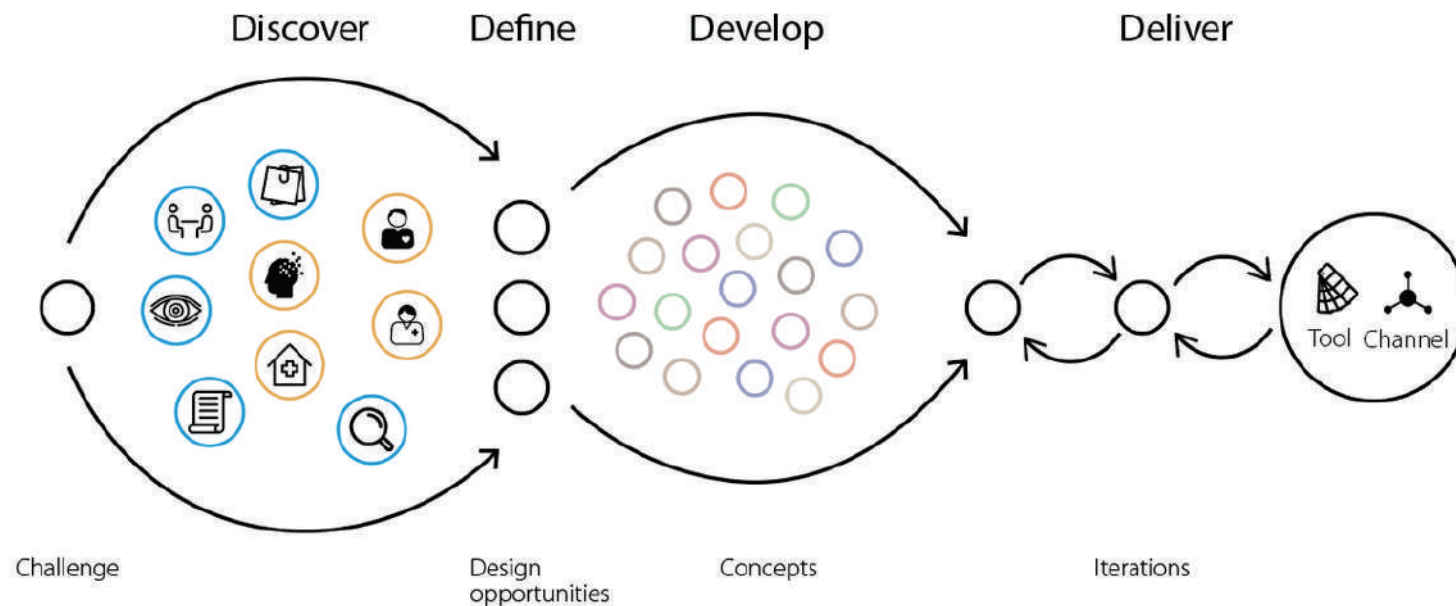 Discover
Define
Develop
Deliver
Tool
Channel
Challenge
Design
opportunities
Concepts
Iterations